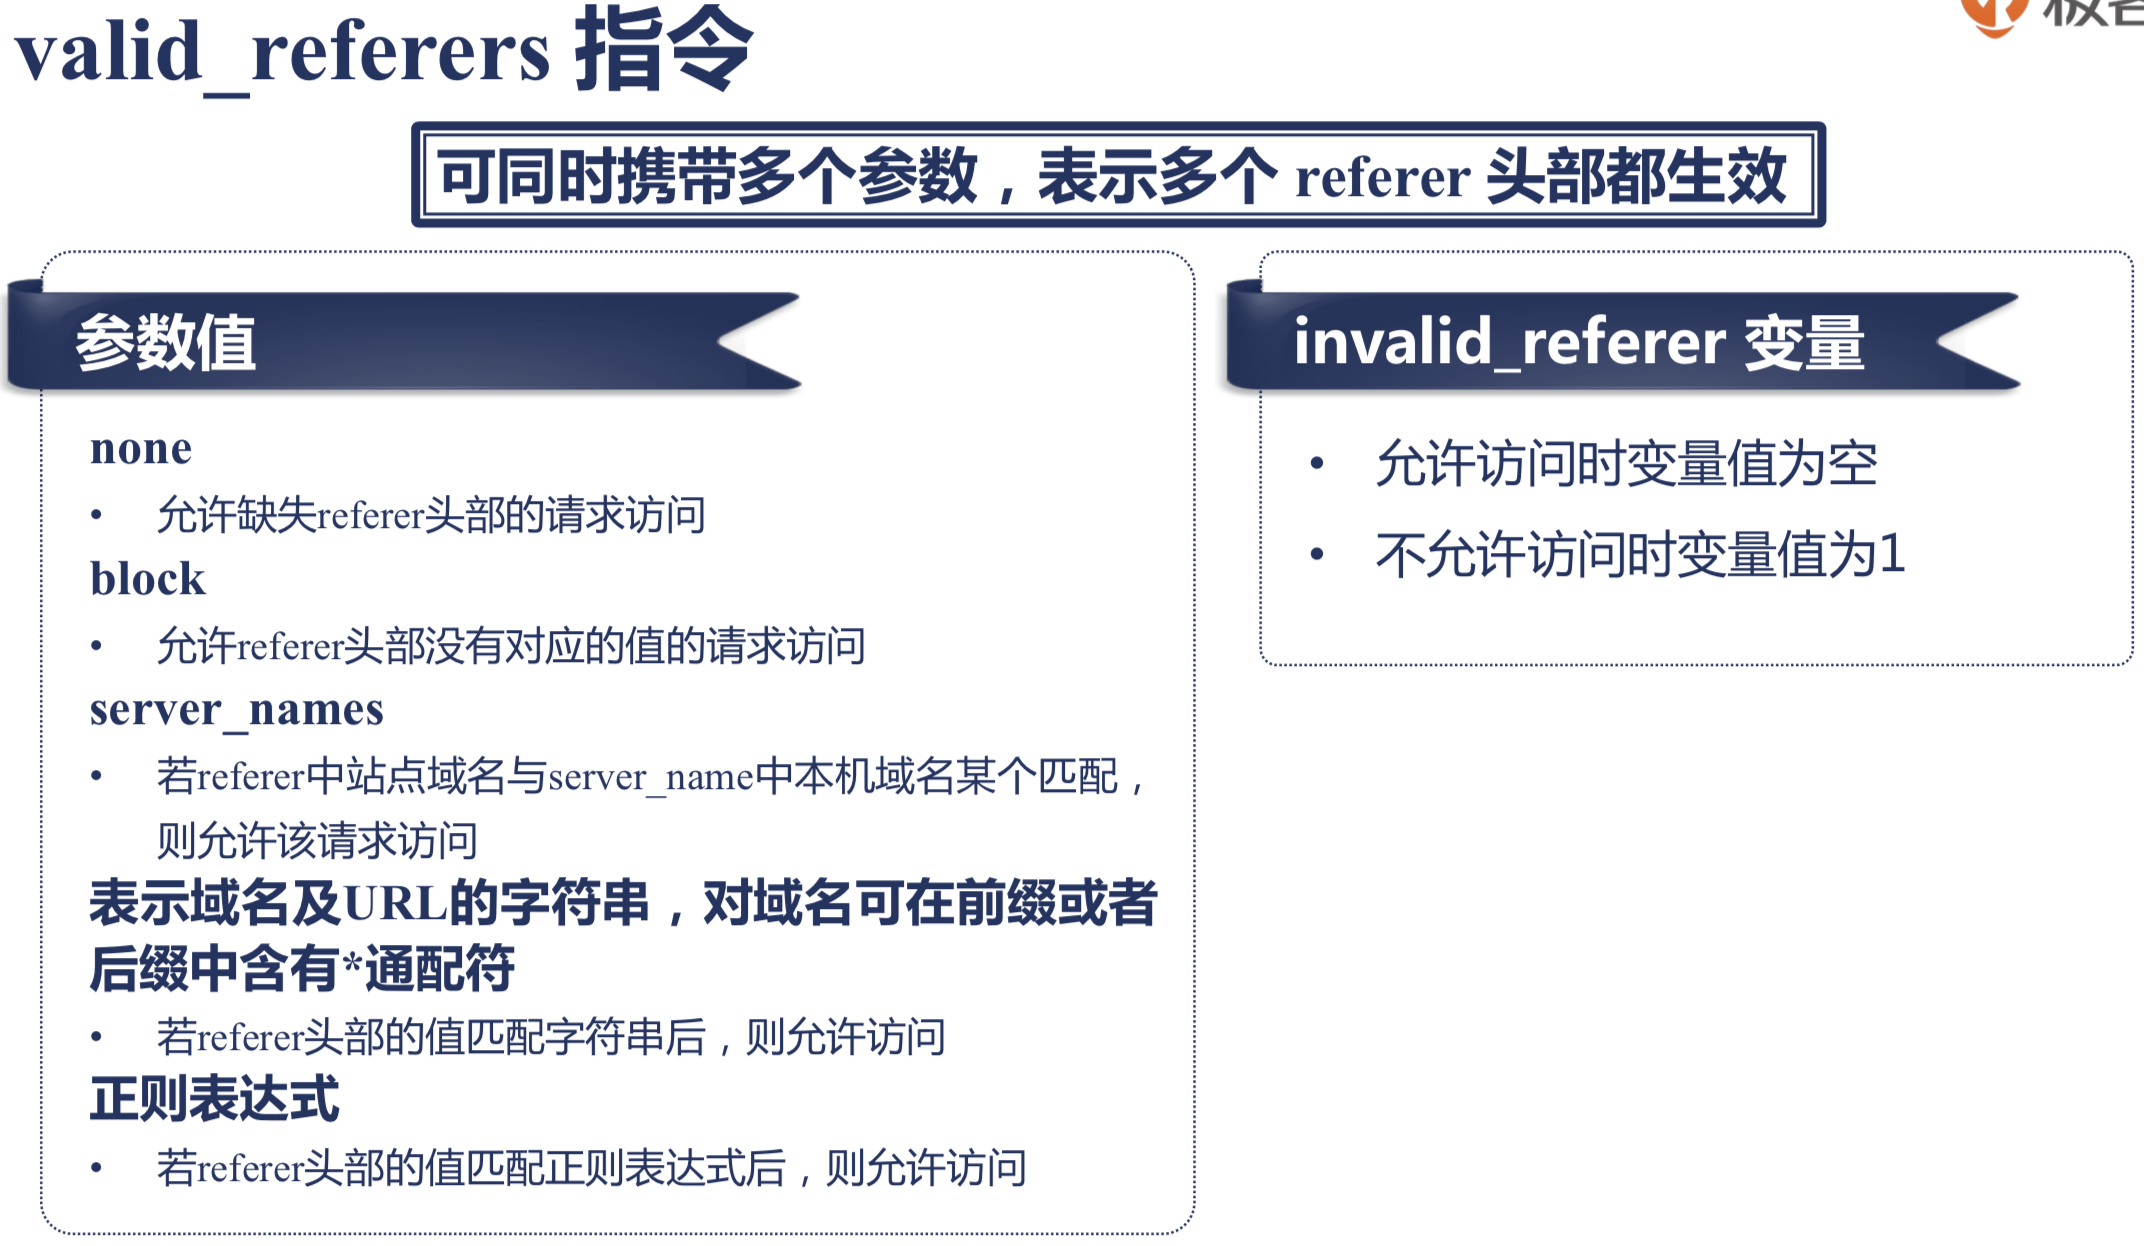 valid_referers 指令
可同时携带多个参数，表示多个 referer 头部都生效
参数值
none
• 允许缺失referer头部的请求访问
block
• 允许referer头部没有对应的值的请求访问
server_names
• 若referer中站点域名与server_name中本机域名某个匹配，
则允许该请求访问
表示域名及URL的字符串，对域名可在前缀或者
后缀中含有*通配符
• 若referer头部的值匹配字符串后，则允许访问
正则表达式
• 若referer头部的值匹配正则表达式后，则允许访问
invalid_referer 变量
• 允许访问时变量值为空
• 不允许访问时变量值为1